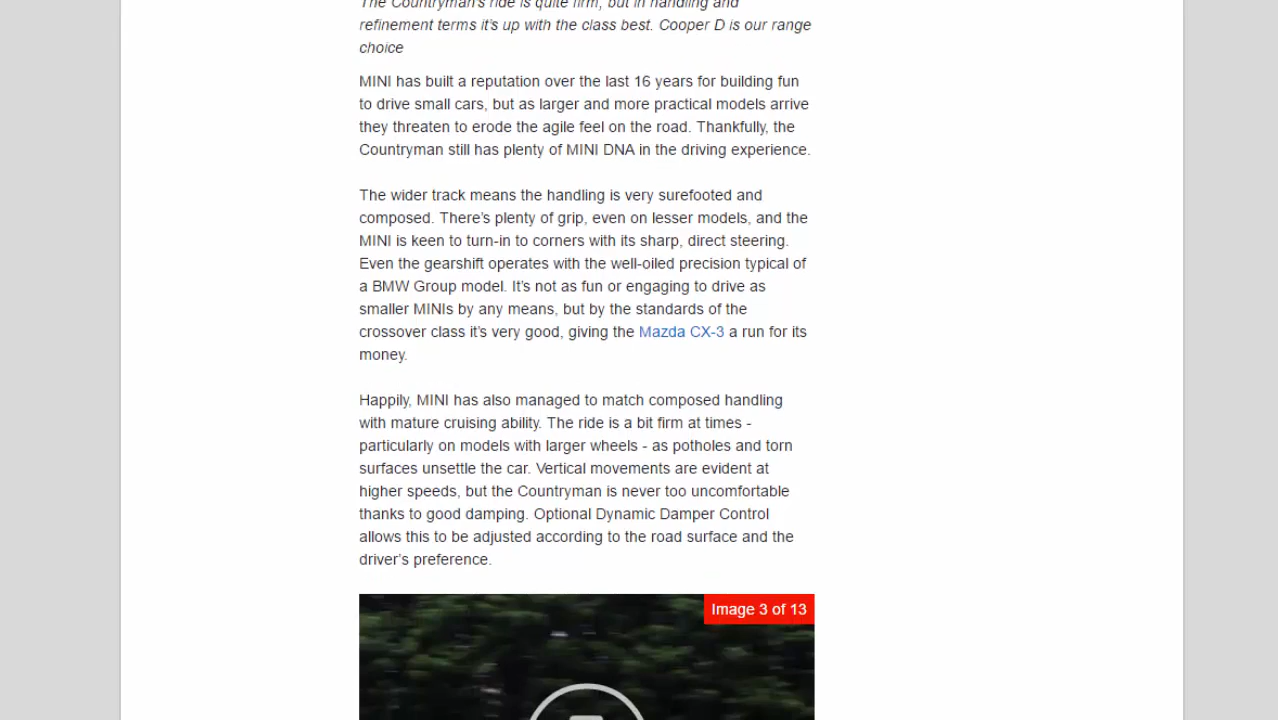 The Countryman's ride is quite firm, but in handling and
refinement terms it's up with the class best. Cooper D is our range
choice
MINI has built a reputation over the last 16 years for building fun
to drive small cars, but as larger and more practical models arrive
they threaten to erode the agile feel on the road. Thankfully, the
Countryman still has plenty of MINI DNA in the driving experience.
The wider track means the handling is very surefooted and
composed. There's plenty of grip, even on lesser models, and the
MINI is keen to turn-in to corners with its sharp, direct steering.
Even the gearshift operates with the well-oiled precision typical of
a BMW Group model. It's not as fun or engaging to drive as
smaller MINIs by any means, but by the standards of the
crossover class it's very good, giving the Mazda CX-3 a run for its
money.
Happily, MINI has also managed to match composed handling
with mature cruising ability. The ride is a bit firm at times -
particularly on models with larger wheels - as potholes and torn
surfaces unsettle the car. Vertical movements are evident at
higher speeds, but the Countryman is never too uncomfortable
thanks to good damping. Optional Dynamic Damper Control
allows this to be adjusted according to the road surface and the
driver's preference.
Image 3 of 13